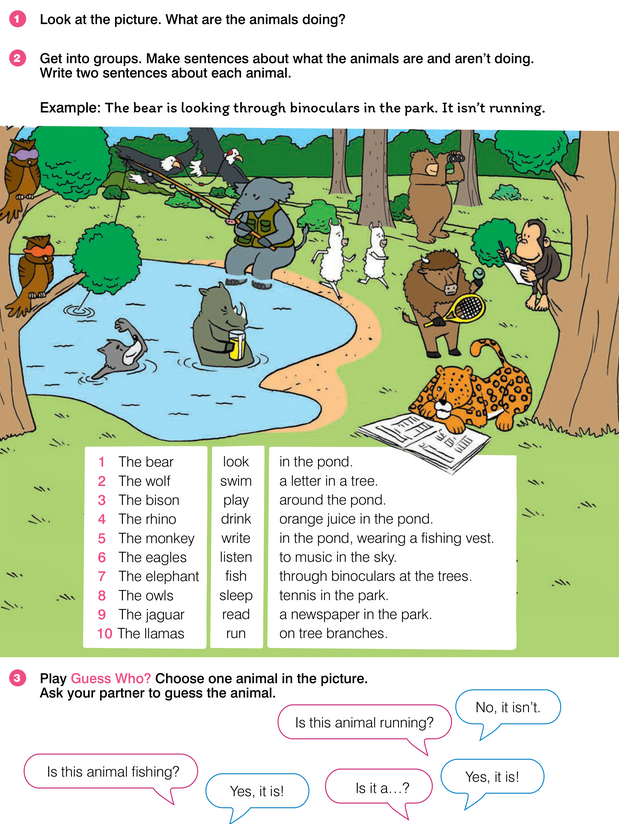 1 Look at the picture. What are the animals doing?
2 Get into groups. Make sentences about what the animals are and aren't doing.
Write two sentences about each animal.
Example: The bear is looking through binoculars in the park. It isn't running.
1 The bear look in the pond.
2 The wolf swim a letter in a tree.
3 The bison play around the pond.
4 The rhino drink orange juice in the pond.
5 The monkey write in the pond, wearing a fishing vest.
6 The eagles listen to music in the sky.
7 The elephant fish through binoculars at the trees.
8 The owls sleep tennis in the park.
9 The jaguar read a newspaper in the park.
10 The llamas run on tree branches.
3 Play Guess Who? Choose one animal in the picture.
Ask your partner to guess the animal.
Is this animal running?
No, it isn't.
Is this animal fishing?
Yes, it is!
Is it a...?
Yes, it is!